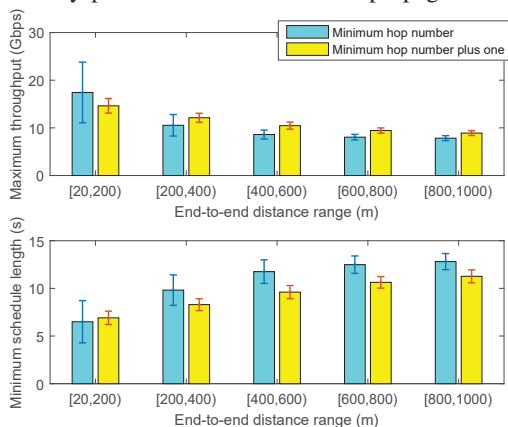 Minimum hop number
Minimum hop number plus one
Maximum throughput (Gbps)
30
20
10
0
[20,200) [200,400) [400,600) [600,800) [800,1000)
End-to-end distance range (m)
Minimum schedule length (s)
15
10
5
0
[20,200) [200,400) [400,600) [600,800) [800,1000)
End-to-end distance range (m)